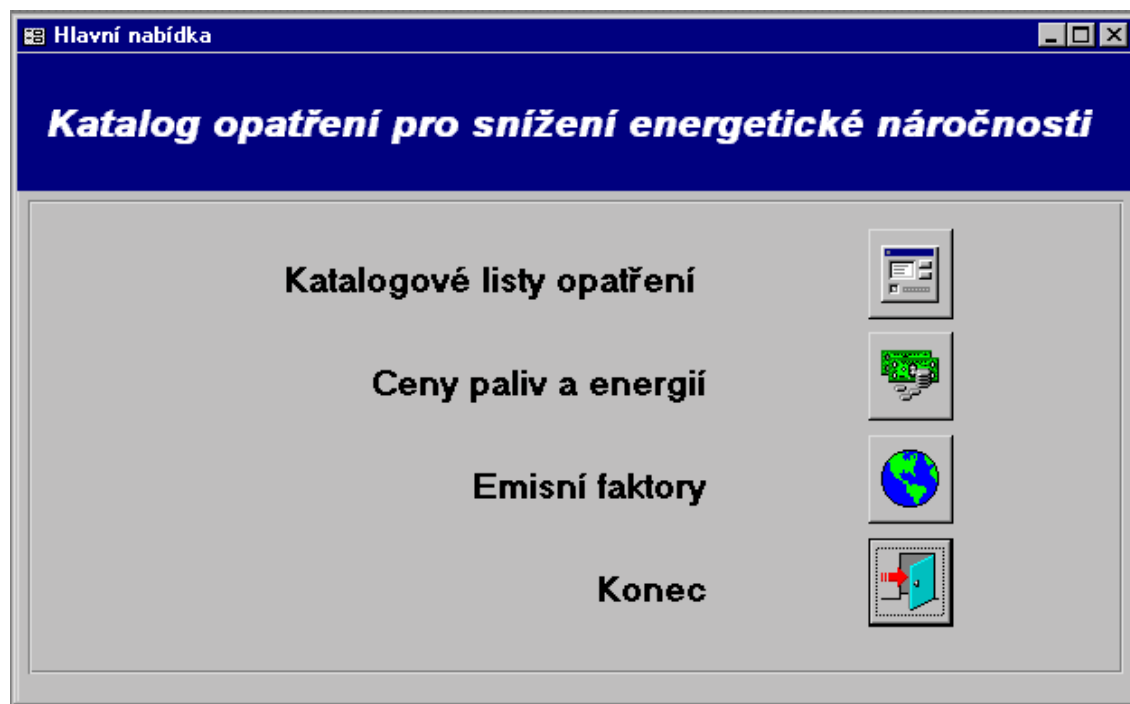 Hlavní nabídka
Katalog opatření pro snížení energetické náročnosti
Katalogové listy opatření
Ceny paliv a energií
Emisní faktory
Konec